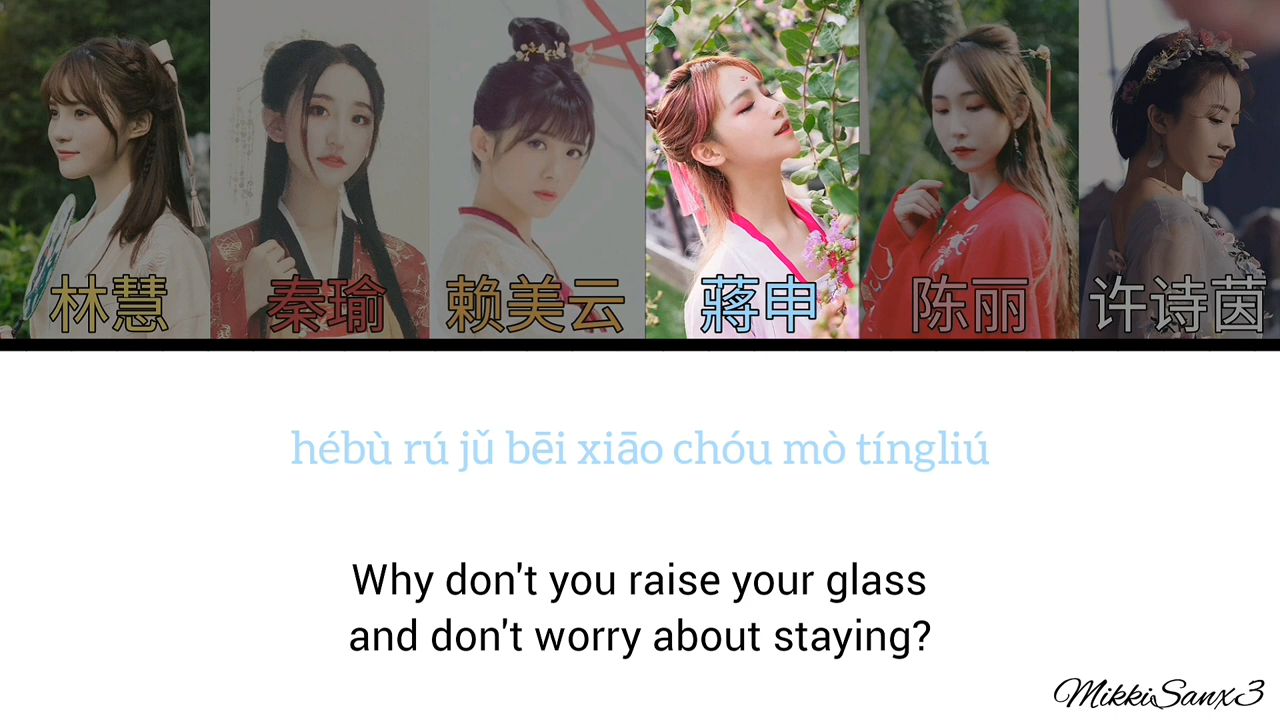 林慧
秦瑜
赖美云
蔣申
陈丽
许诗茵
hébù rú jǔ bēi xiāo chóu mò tíngliú
Why don't you raise your glass
and don't worry about staying?
MikkiSanx3